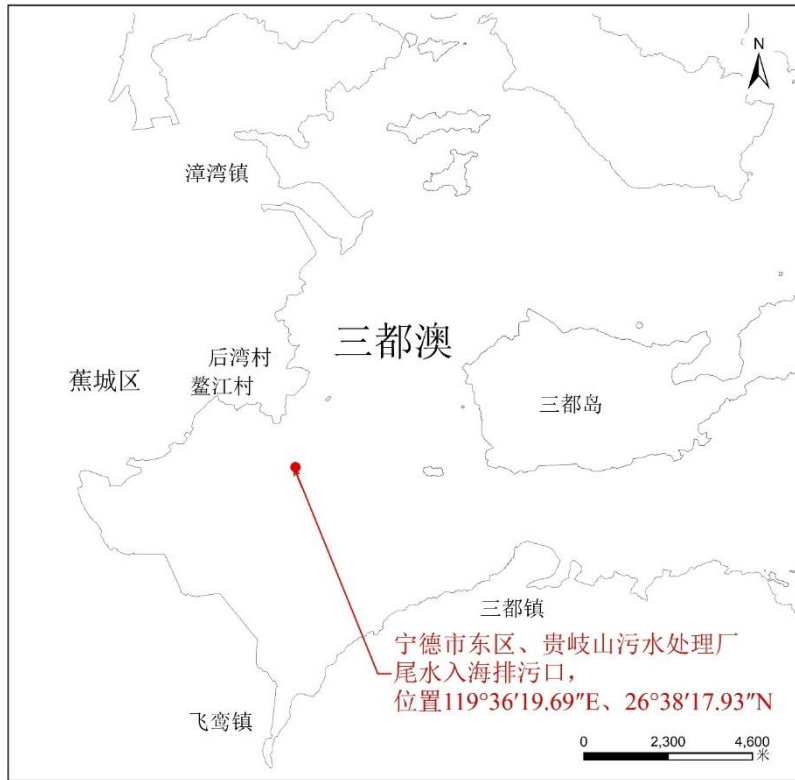 N
漳湾镇
三都澳
后湾村
蕉城区
鳌江村
三都岛
三都镇
宁德市东区、贵岐山污水处理厂
尾水入海排污口，
位置119°36′19.69″E、26°38′17.93″N
飞鸾镇
0 2,300 4,600
米